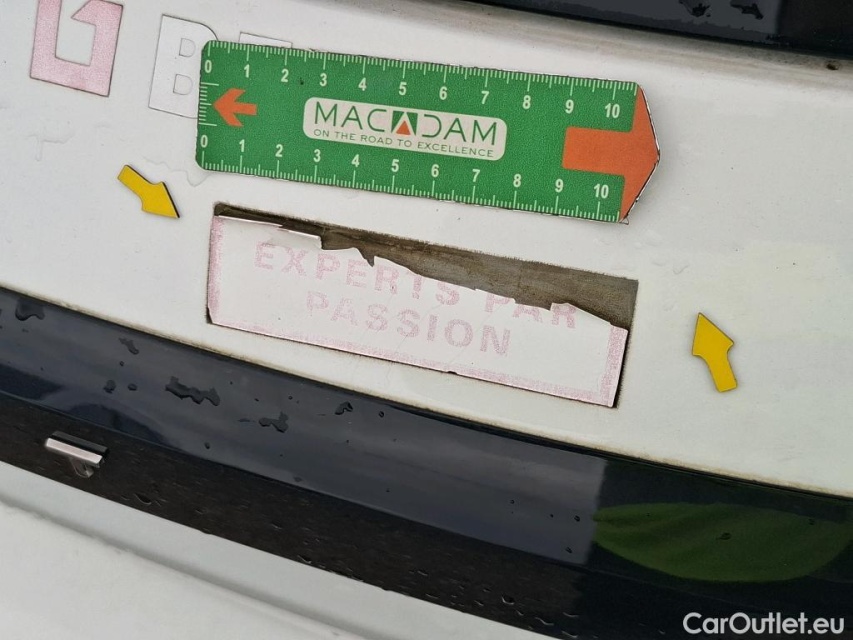 G B
0 1 2 3 4 5 6 7 8 9 10
MACADAM
ON THE ROAD TO EXCELLENCE
0 1 2 3 4 5 6 7 8 9 10
EXPERTS PAR
PASSION
CarOutlet.eu